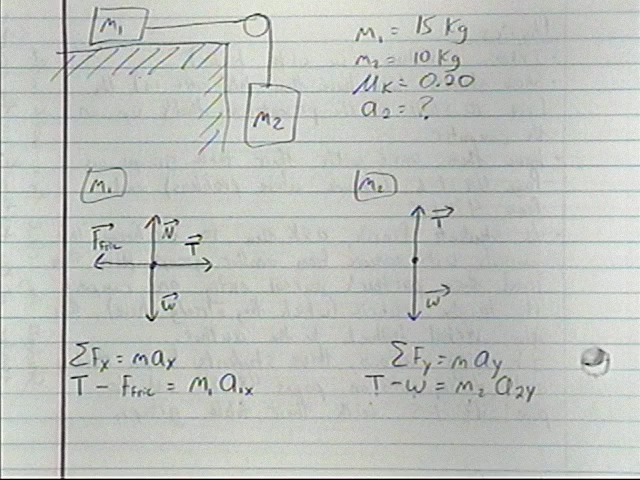 m₁
m₂
m₁ = 15 Kg
m₂ = 10 Kg
μK = 0.20
a₂ = ?
m₁
m₂
F⃗fric
N⃗
T⃗
w⃗
T⃗
w⃗
ΣFx = max
T - Ffric = m₁ a₁x
ΣFy = may
T - w = m₂ a₂y